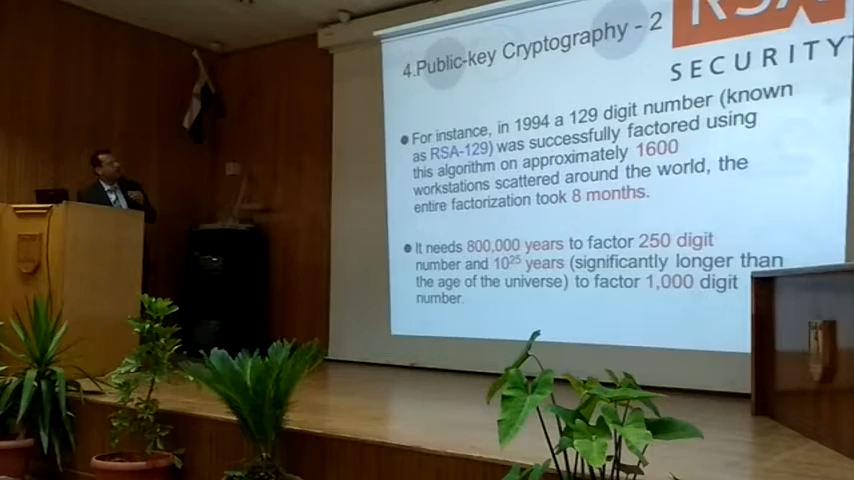 4.Public-key Cryptography - 2
RSA
SECURITY™
• For instance, in 1994 a 129 digit number (known
as RSA-129) was successfully factored using
this algorithm on approximately 1600
workstations scattered around the world, the
entire factorization took 8 months.
• It needs 800,000 years to factor 250 digit
number and 10²⁵ years (significantly, longer than
the age of the universe) to factor 1,000 digit
number.